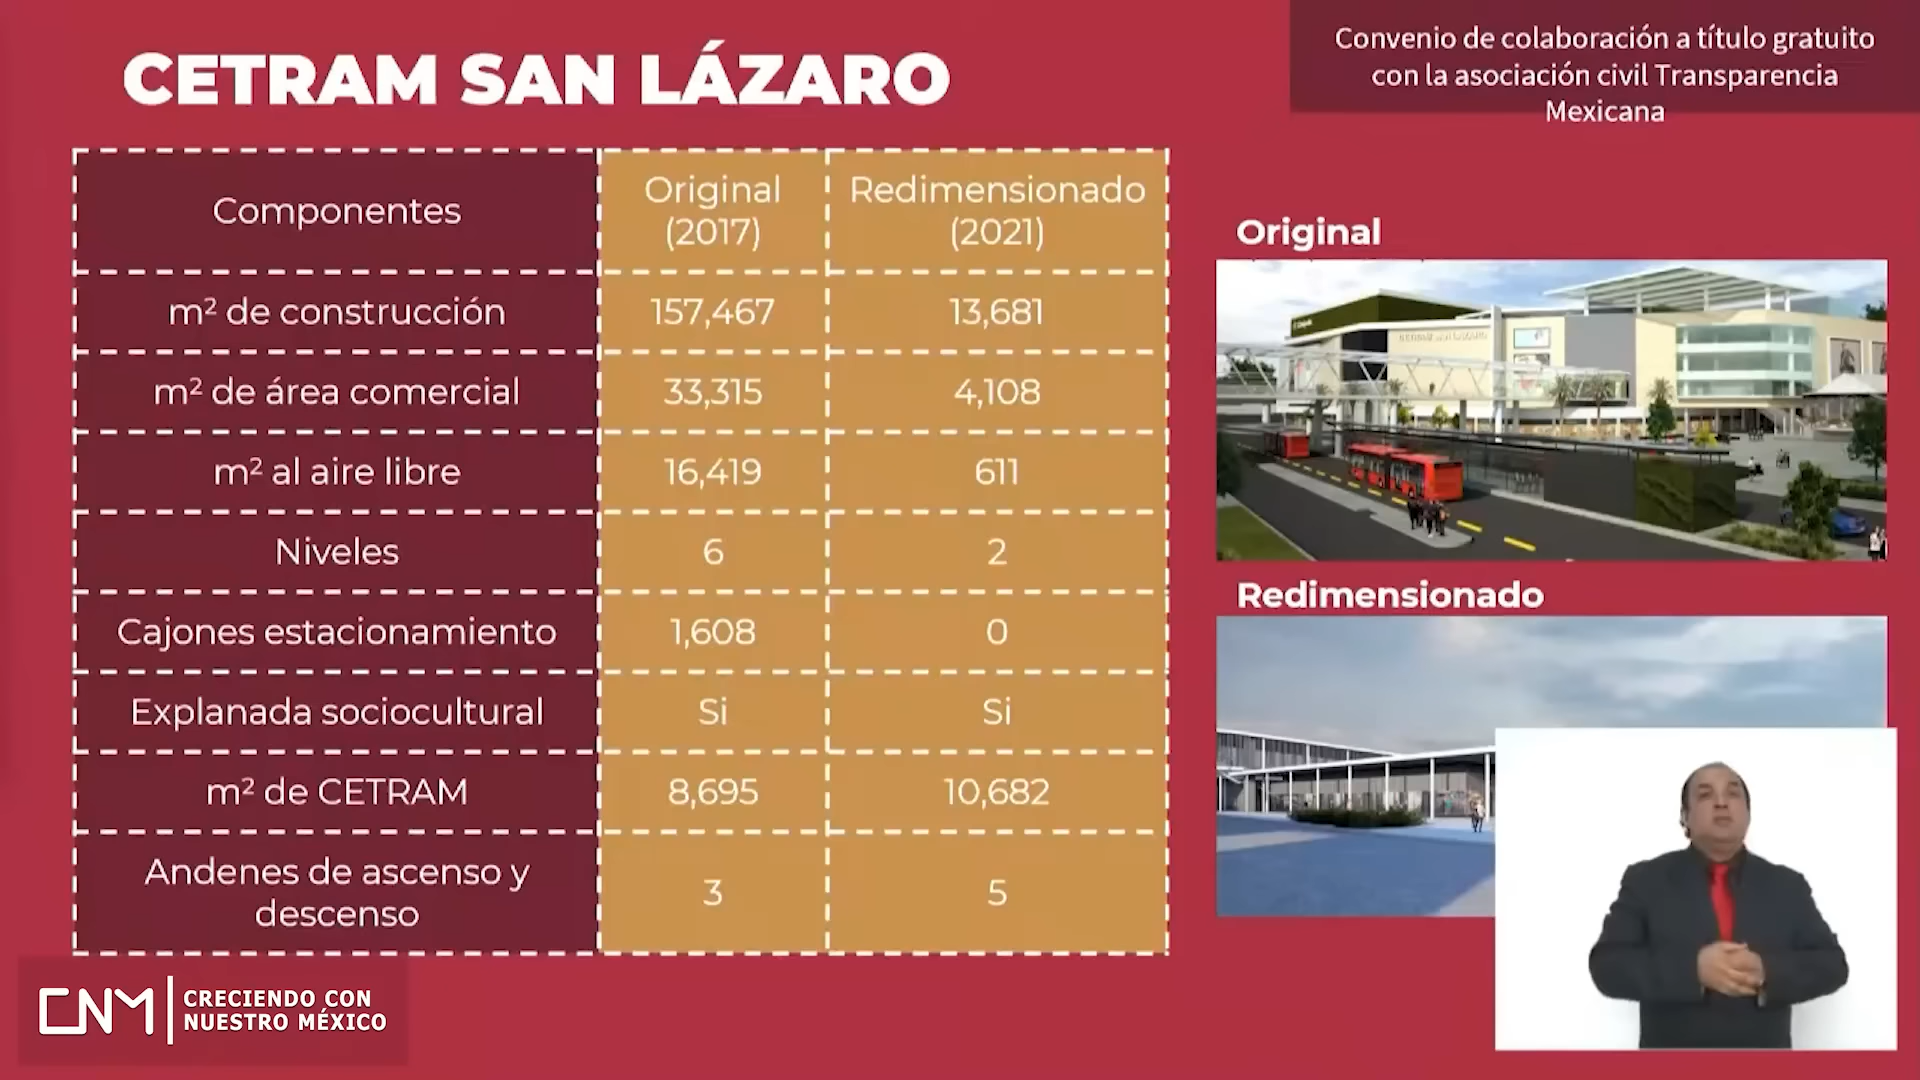 CETRAM SAN LÁZARO
Convenio de colaboración a título gratuito
con la asociación civil Transparencia
Mexicana
Componentes
Original
(2017)
Redimensionado
(2021)
m² de construcción
157,467
13,681
m² de área comercial
33,315
4,108
m² al aire libre
16,419
611
Niveles
6
2
Cajones estacionamiento
1,608
0
Explanada sociocultural
Si
Si
m² de CETRAM
8,695
10,682
Andenes de ascenso y
descenso
3
5
Original
CETRAM SAN LAZARO
Redimensionado
CNM
CRECIENDO CON
NUESTRO MÉXICO